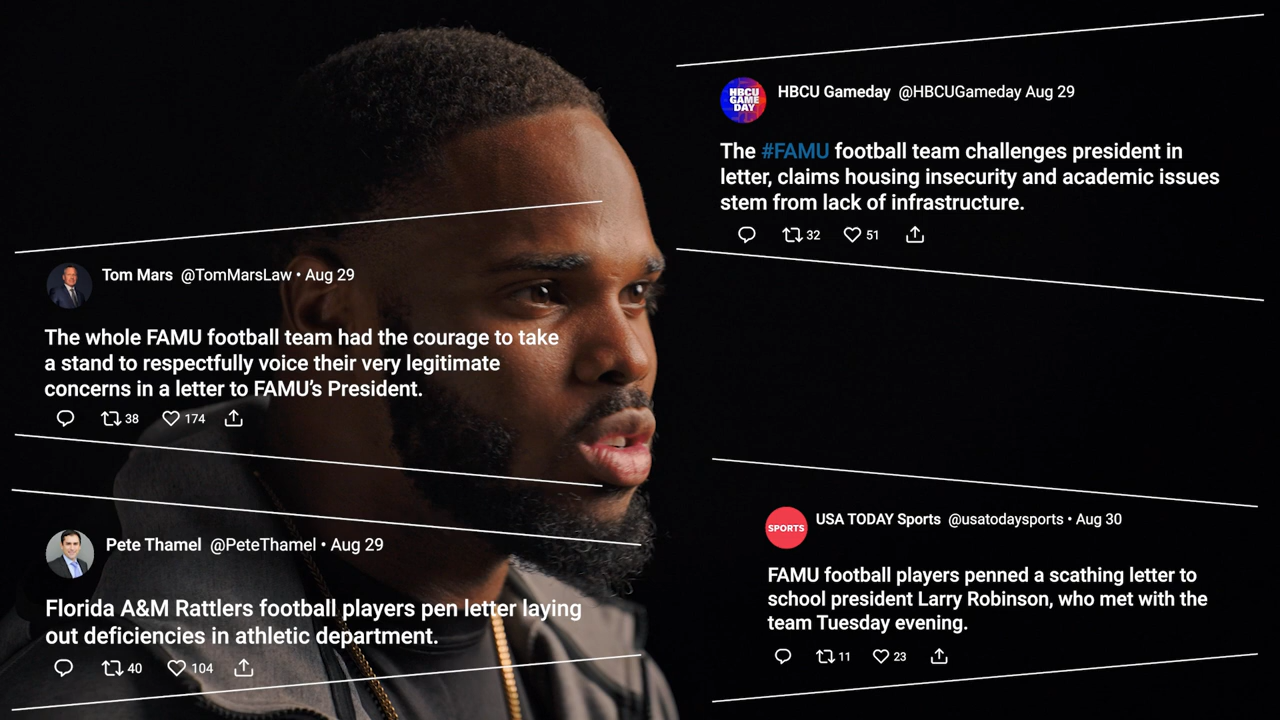 HBCU
GAME
DAY
HBCU Gameday @HBCUGameday Aug 29
The #FAMU football team challenges president in
letter, claims housing insecurity and academic issues
stem from lack of infrastructure.
32 51
Tom Mars @TomMarsLaw • Aug 29
The whole FAMU football team had the courage to take
a stand to respectfully voice their very legitimate
concerns in a letter to FAMU’s President.
38 174
Pete Thamel @PeteThamel • Aug 29
Florida A&M Rattlers football players pen letter laying
out deficiencies in athletic department.
40 104
SPORTS
USA TODAY Sports @usatodaysports • Aug 30
FAMU football players penned a scathing letter to
school president Larry Robinson, who met with the
team Tuesday evening.
11 23